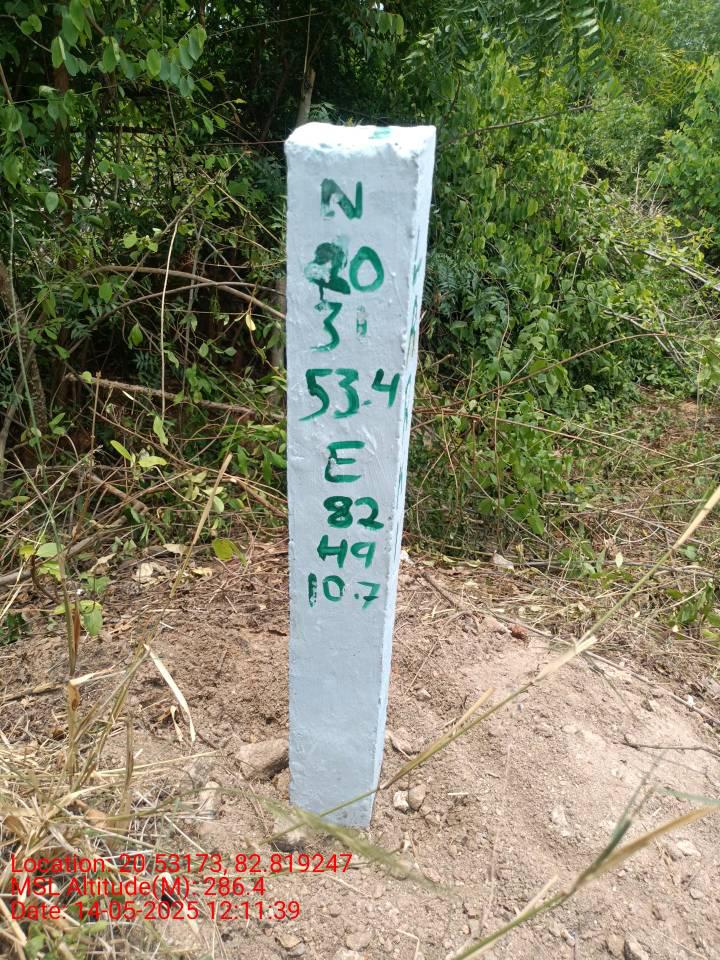 N
20
31
53.4
E
82
49
10.7
Location: 20.53173, 82.819247
MSL Altitude(M): 286.4
Date: 14-05-2025 12:11:39